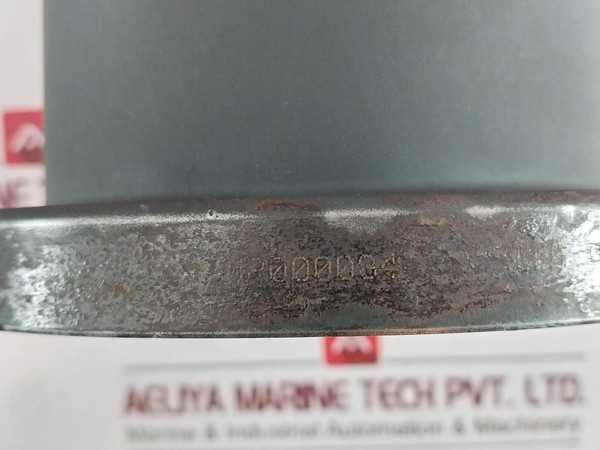 000004
AELIYA MARINE TECH PVT. LTD.
Marine & Industrial Automation & Machinery